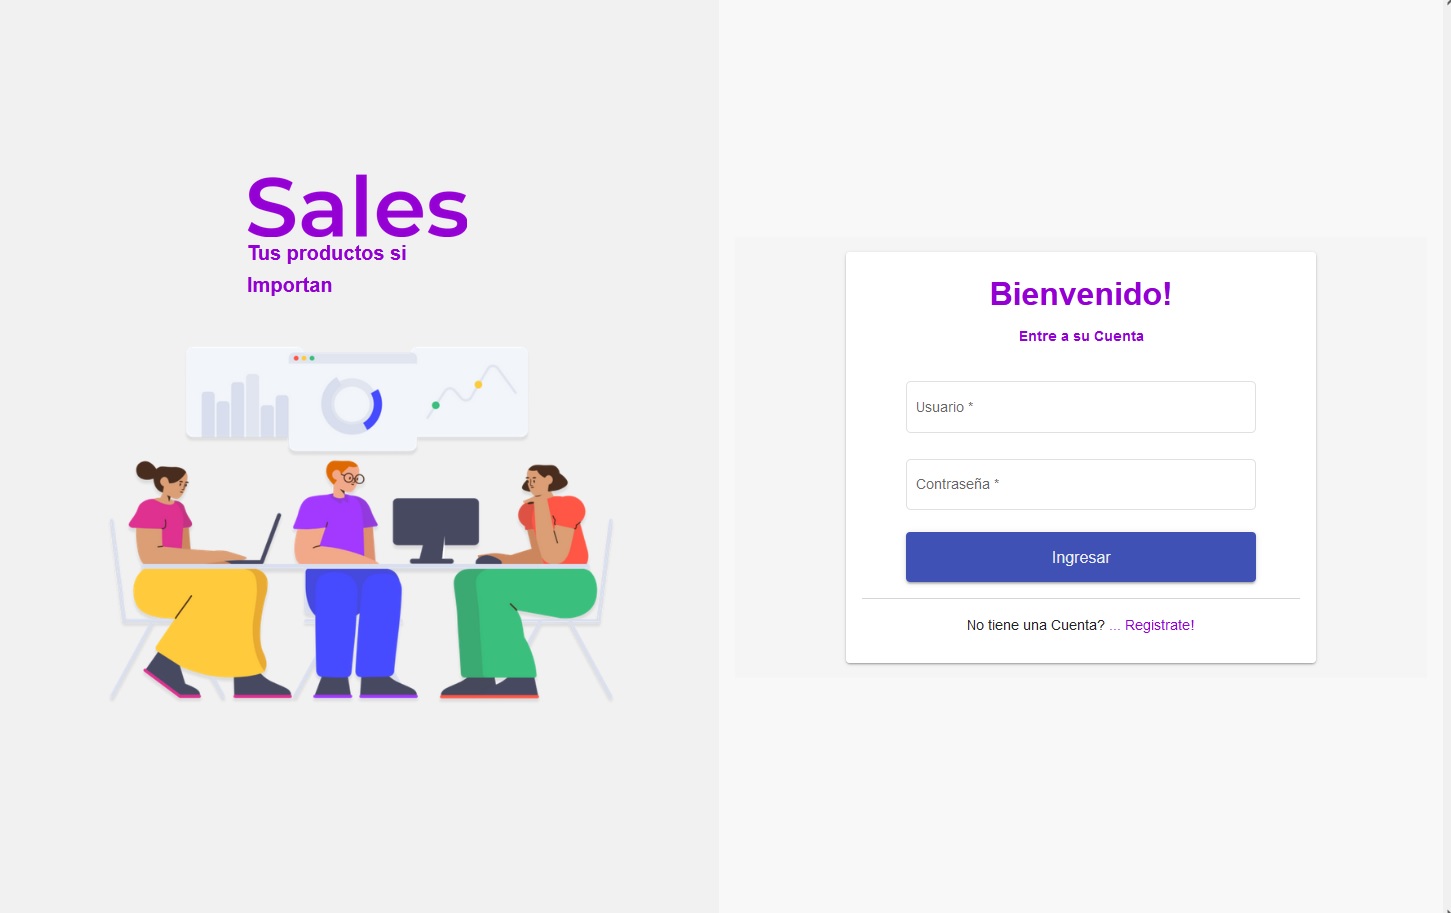 Sales
Tus productos si
Importan
Bienvenido!
Entre a su Cuenta
Usuario *
Contraseña *
Ingresar
No tiene una Cuenta? ... Registrate!